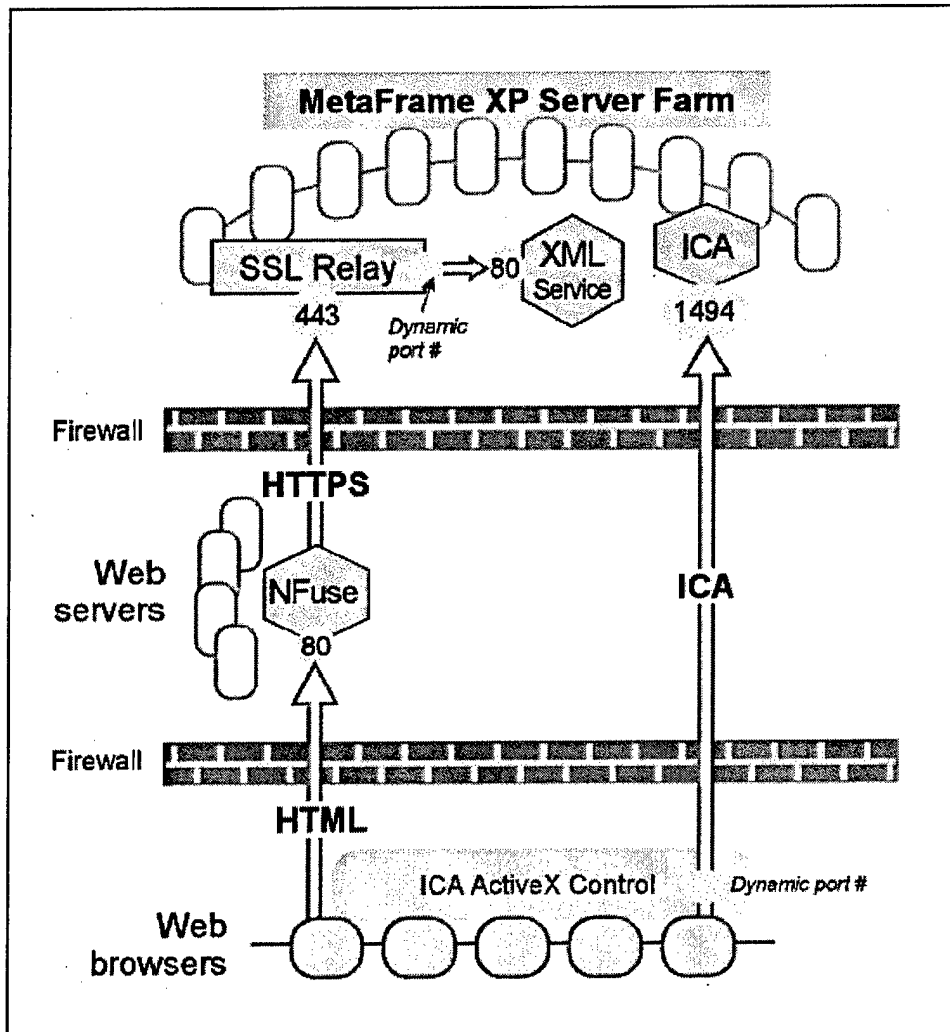 MetaFrame XP Server Farm
SSL Relay
80
XML
Service
ICA
443
Dynamic
port #
1494
Firewall
HTTPS
Web
servers
NFuse
80
ICA
Firewall
HTML
ICA ActiveX Control
Dynamic port #
Web
browsers